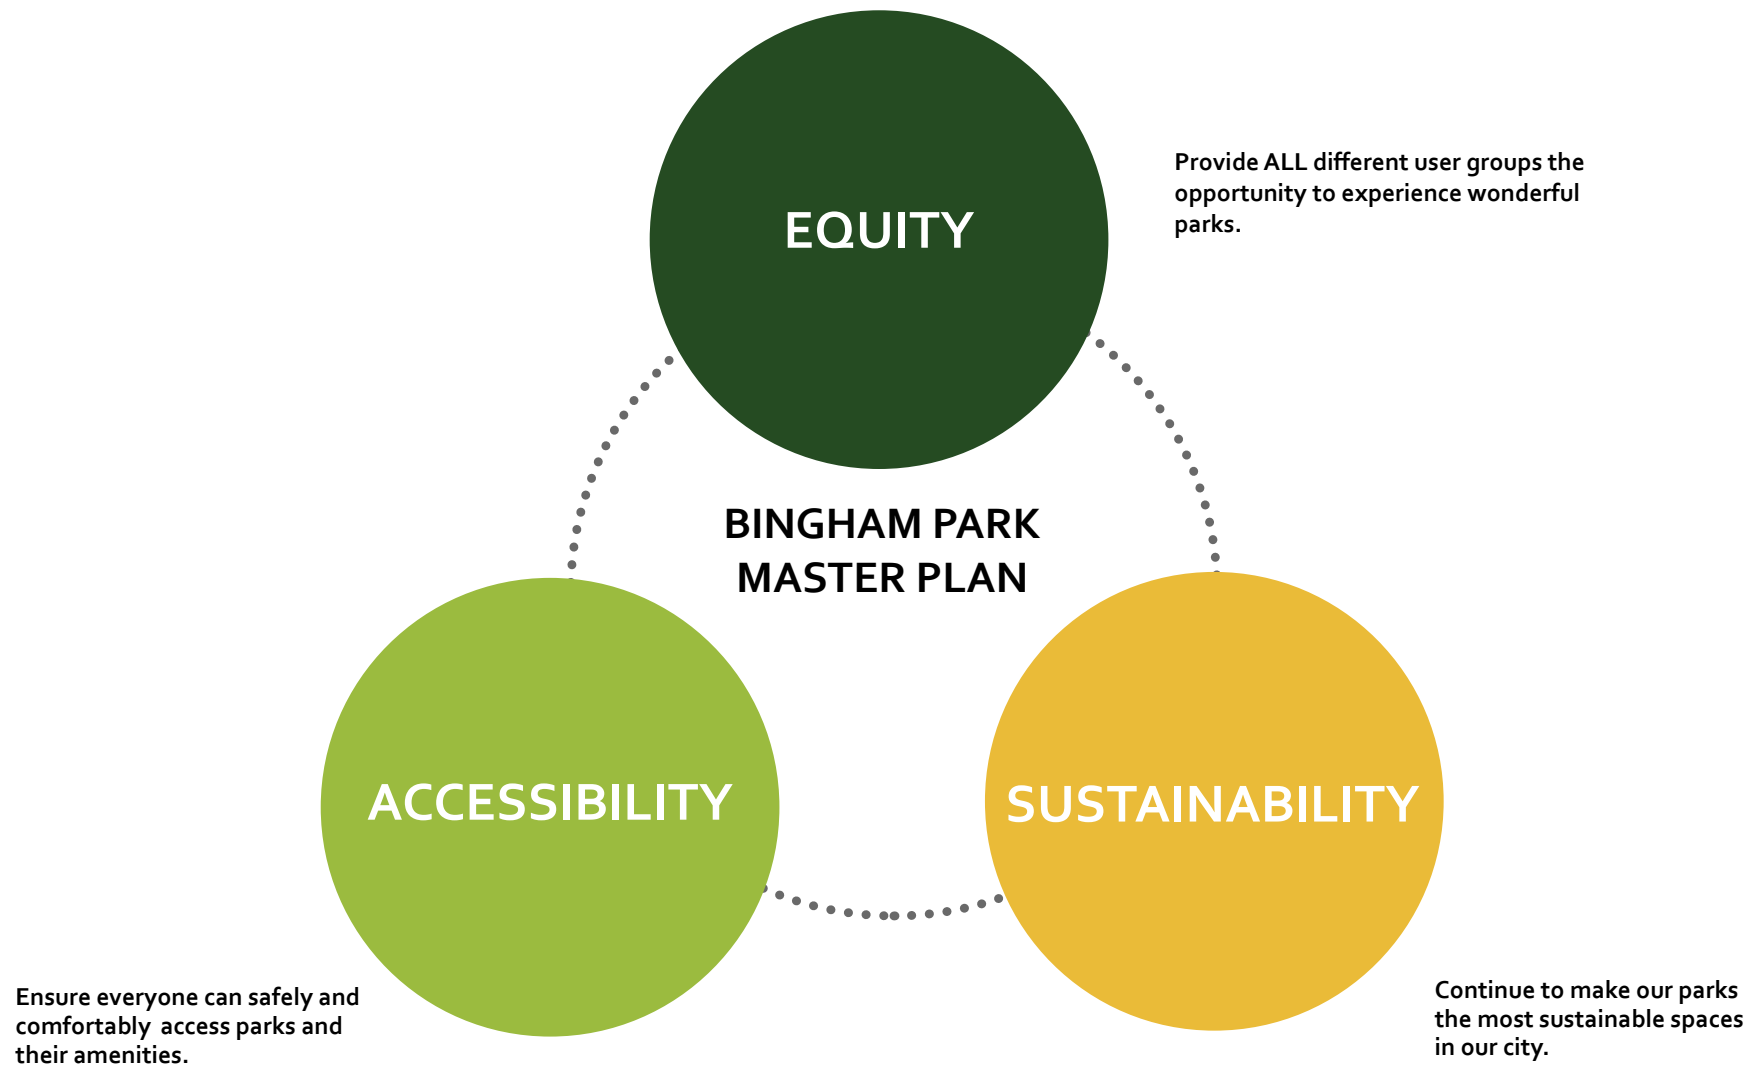 EQUITY
Provide ALL different user groups the
opportunity to experience wonderful
parks.
BINGHAM PARK
MASTER PLAN
ACCESSIBILITY
Ensure everyone can safely and
comfortably access parks and
their amenities.
SUSTAINABILITY
Continue to make our parks
the most sustainable spaces
in our city.